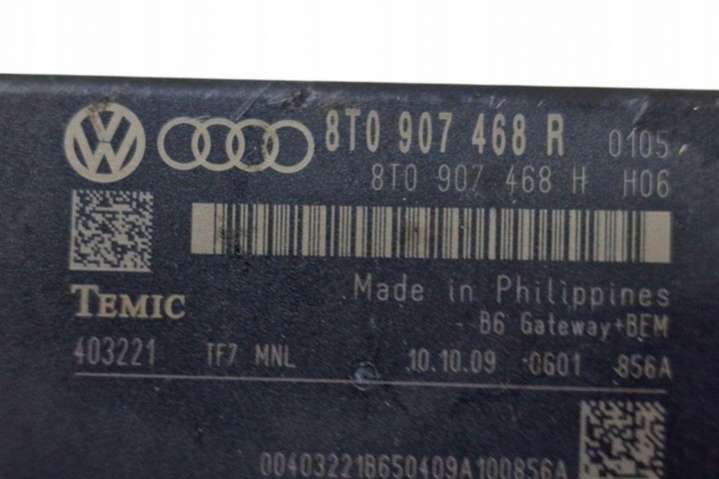 8T0 907 468 R 0105
8T0 907 468 H H06
TEMIC
Made in Philippines
B6 Gateway+BEM
403221 TF7 MNL 10.10.09 0601 856A
00403221B650409A100856A